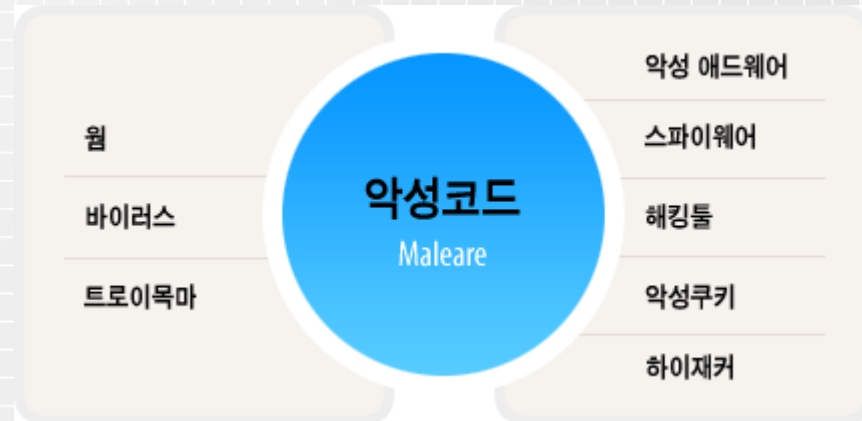 웜
바이러스
트로이목마
악성코드
Maleare
악성 애드웨어
스파이웨어
해킹툴
악성쿠키
하이재커